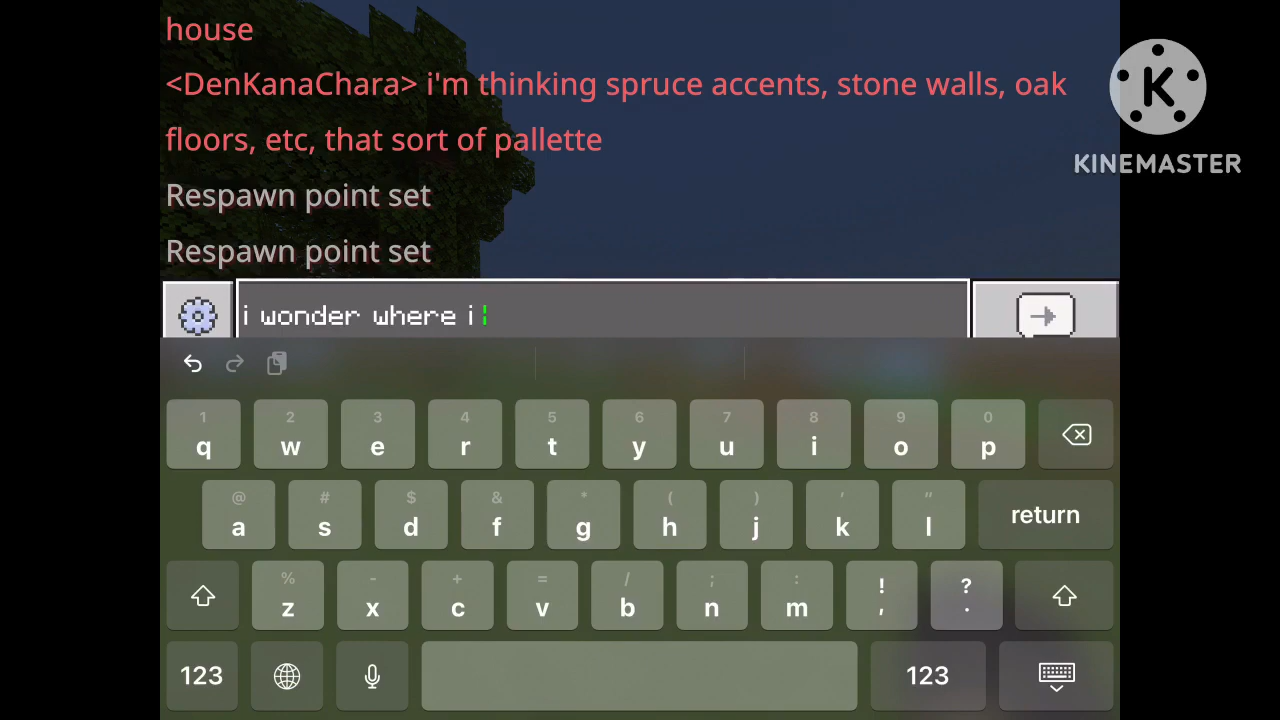 house
<DenKanaChara> i'm thinking spruce accents, stone walls, oak
floors, etc, that sort of pallette
Respawn point set
Respawn point set
KINEMASTER
i wonder where i
1 2 3 4 5 6 7 8 9 0
q w e r t y u i o p
@ # $ & * ( ) ' "
a s d f g h j k l return
% - + = / ; : ! ?
z x c v b n m , .
123 123